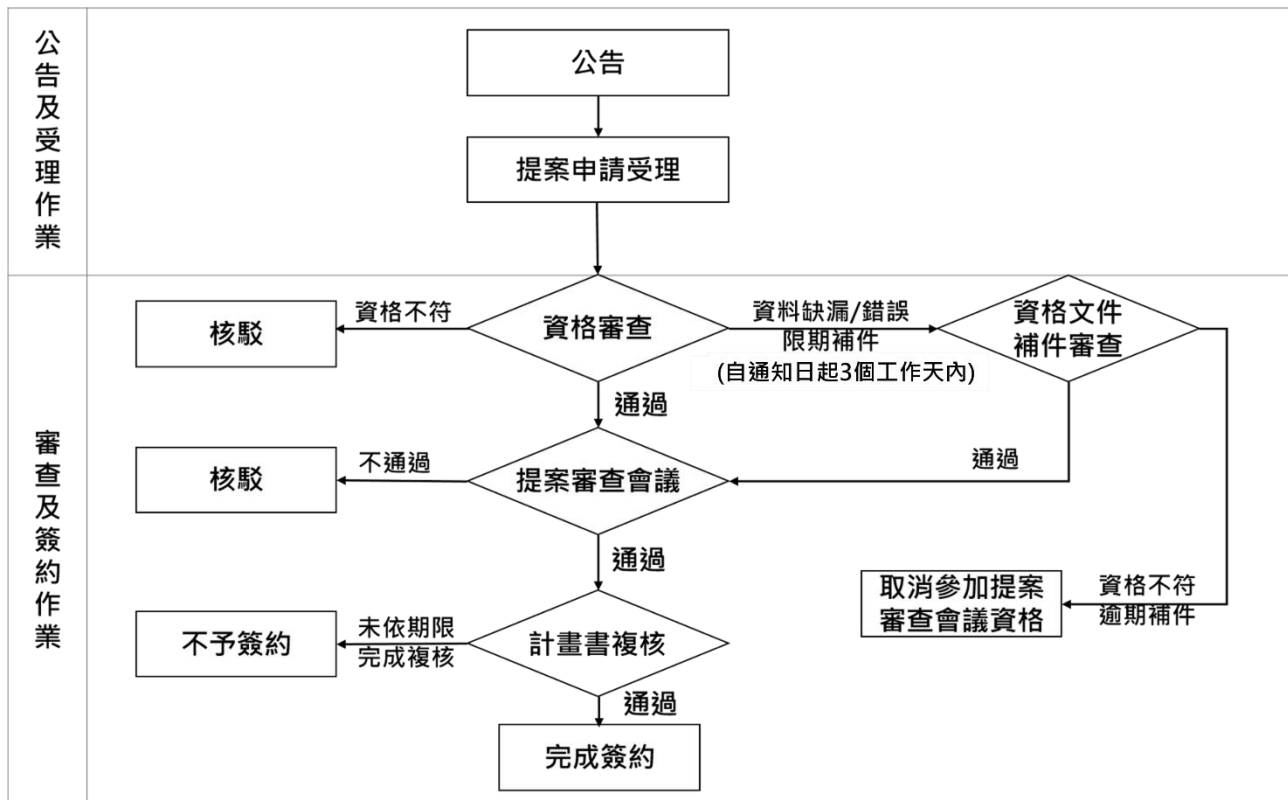 公告及受理作業
公告
提案申請受理
審查及簽約作業
核駁
資格不符
資格審查
資料缺漏/錯誤
限期補件
(自通知日起3個工作天內)
資格文件
補件審查
通過
核駁
不通過
提案審查會議
通過
通過
取消參加提案
審查會議資格
資格不符
逾期補件
不予簽約
未依期限
完成複核
計畫書複核
通過
完成簽約